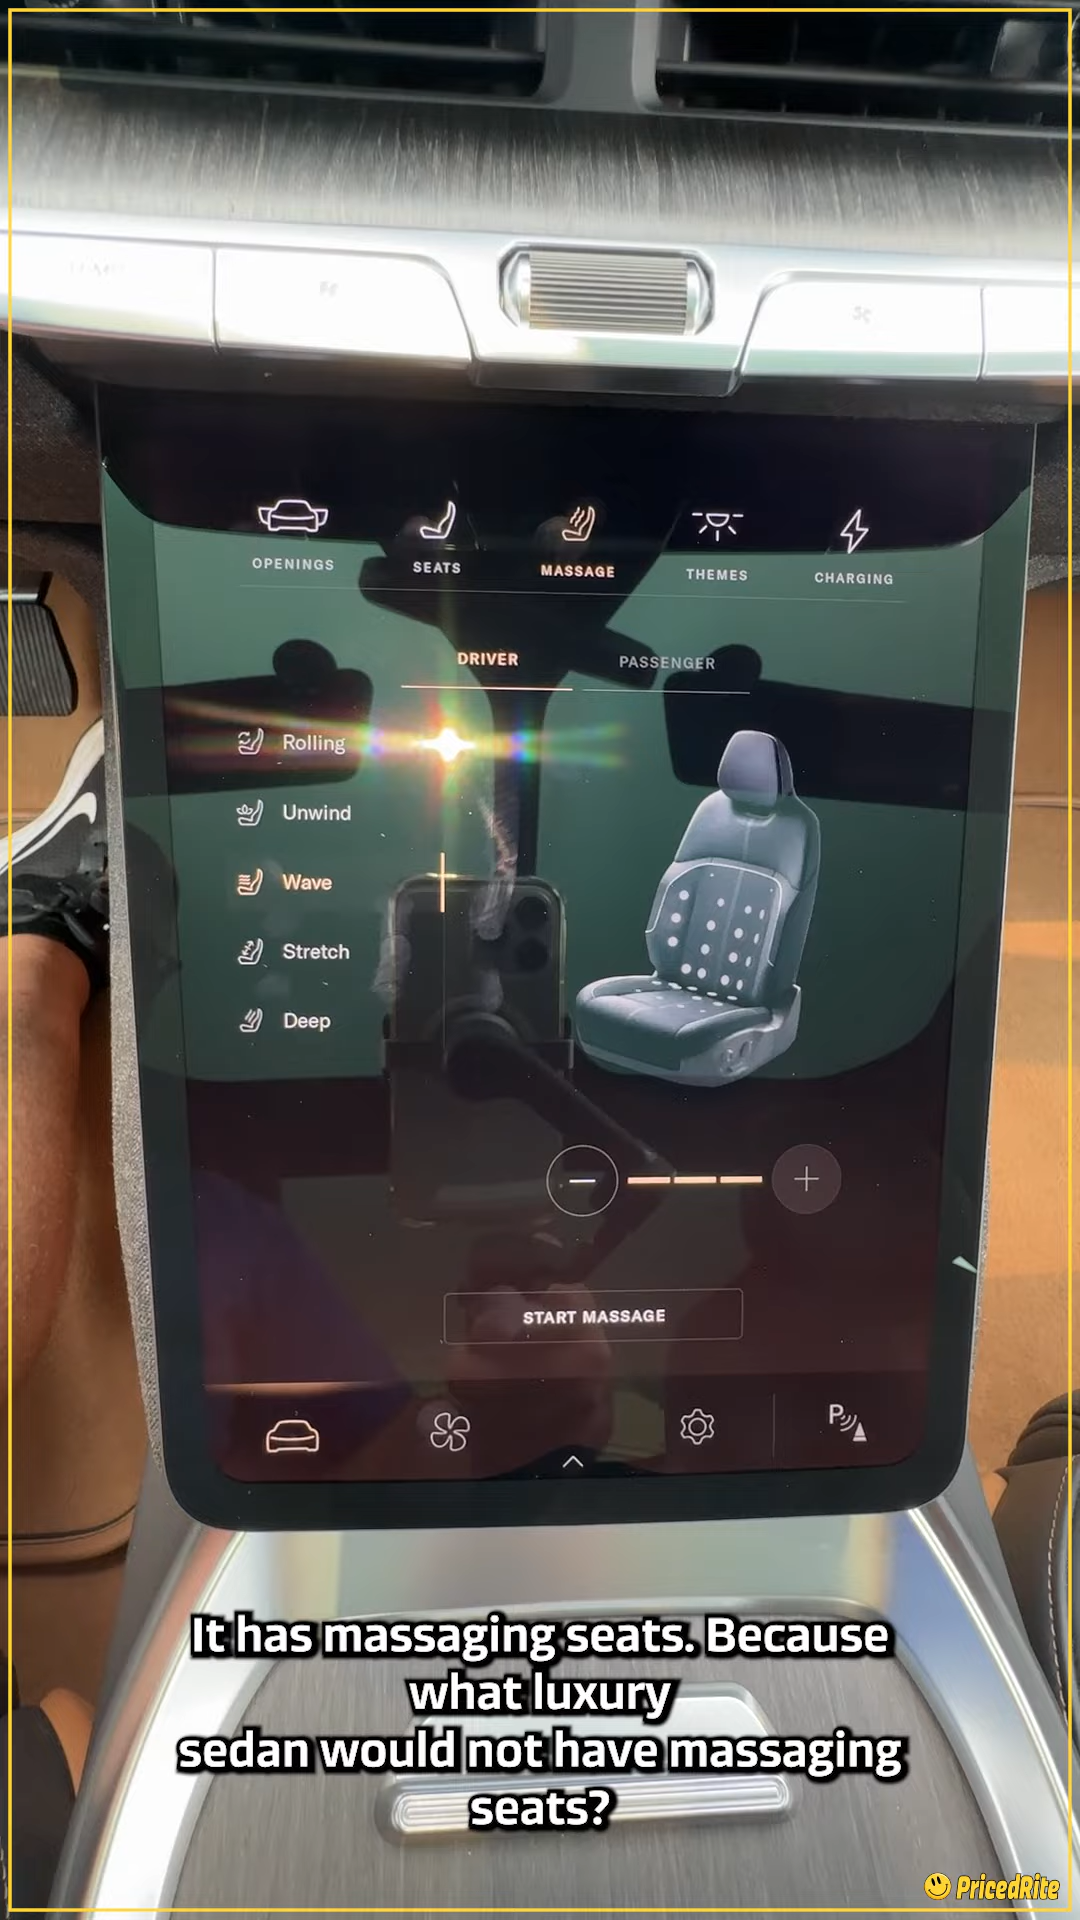 OPENINGS
SEATS
MASSAGE
THEMES
CHARGING
DRIVER
PASSENGER
Rolling
Unwind
Wave
Stretch
Deep
START MASSAGE
P
It has massaging seats. Because
what luxury
sedan would not have massaging
seats?
PricedRite